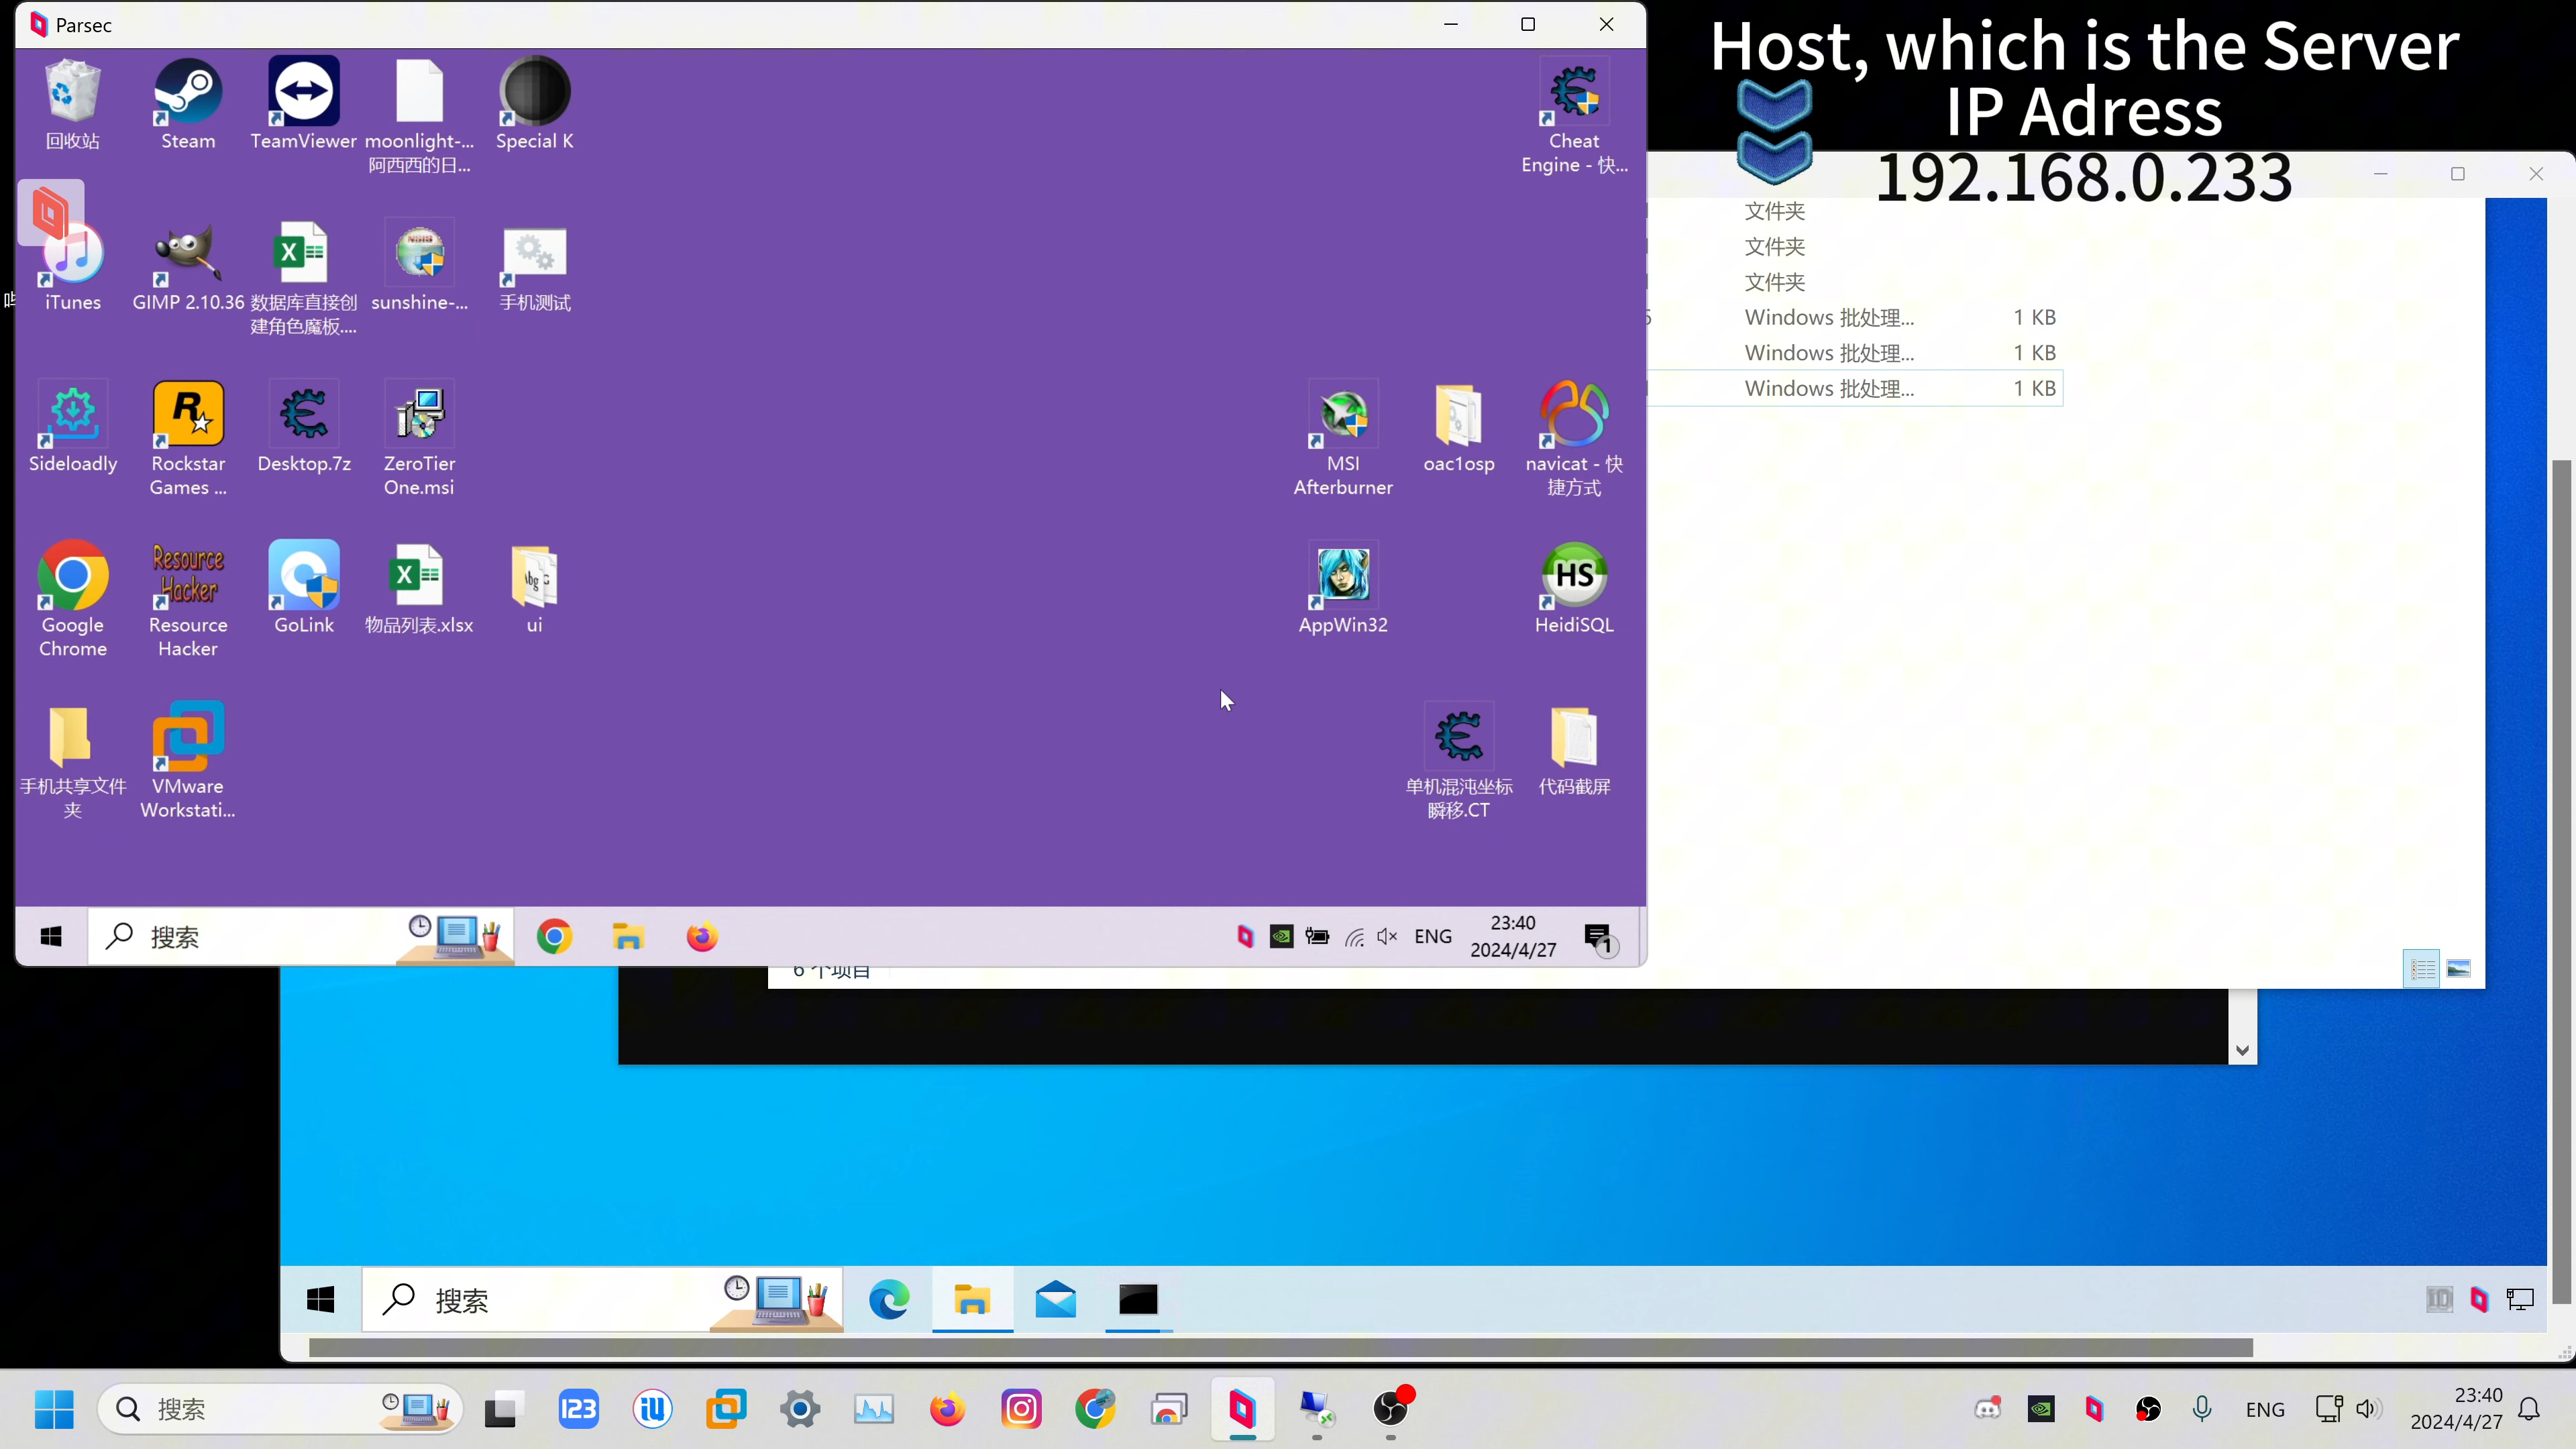 Parsec
Host, which is the Server
IP Adress
192.168.0.233
回收站
Steam
TeamViewer
moonlight-...
阿西西的日...
Special K
Cheat
Engine - 快...
iTunes
GIMP 2.10.36
数据库直接创
建角色魔板....
sunshine-...
手机测试
文件夹
文件夹
文件夹
Windows 批处理... 1 KB
Windows 批处理... 1 KB
Windows 批处理... 1 KB
Sideloadly
Rockstar
Games ...
Desktop.7z
ZeroTier
One.msi
MSI
Afterburner
oac1osp
navicat - 快
捷方式
Google
Chrome
Resource
Hacker
Resource
Hacker
GoLink
物品列表.xlsx
ui
AppWin32
HS
HeidiSQL
手机共享文件
夹
VMware
Workstati...
单机混沌坐标
瞬移.CT
代码截屏
搜索
ENG
23:40
2024/4/27
1
6 个项目
搜索
搜索
123
ENG
23:40
2024/4/27